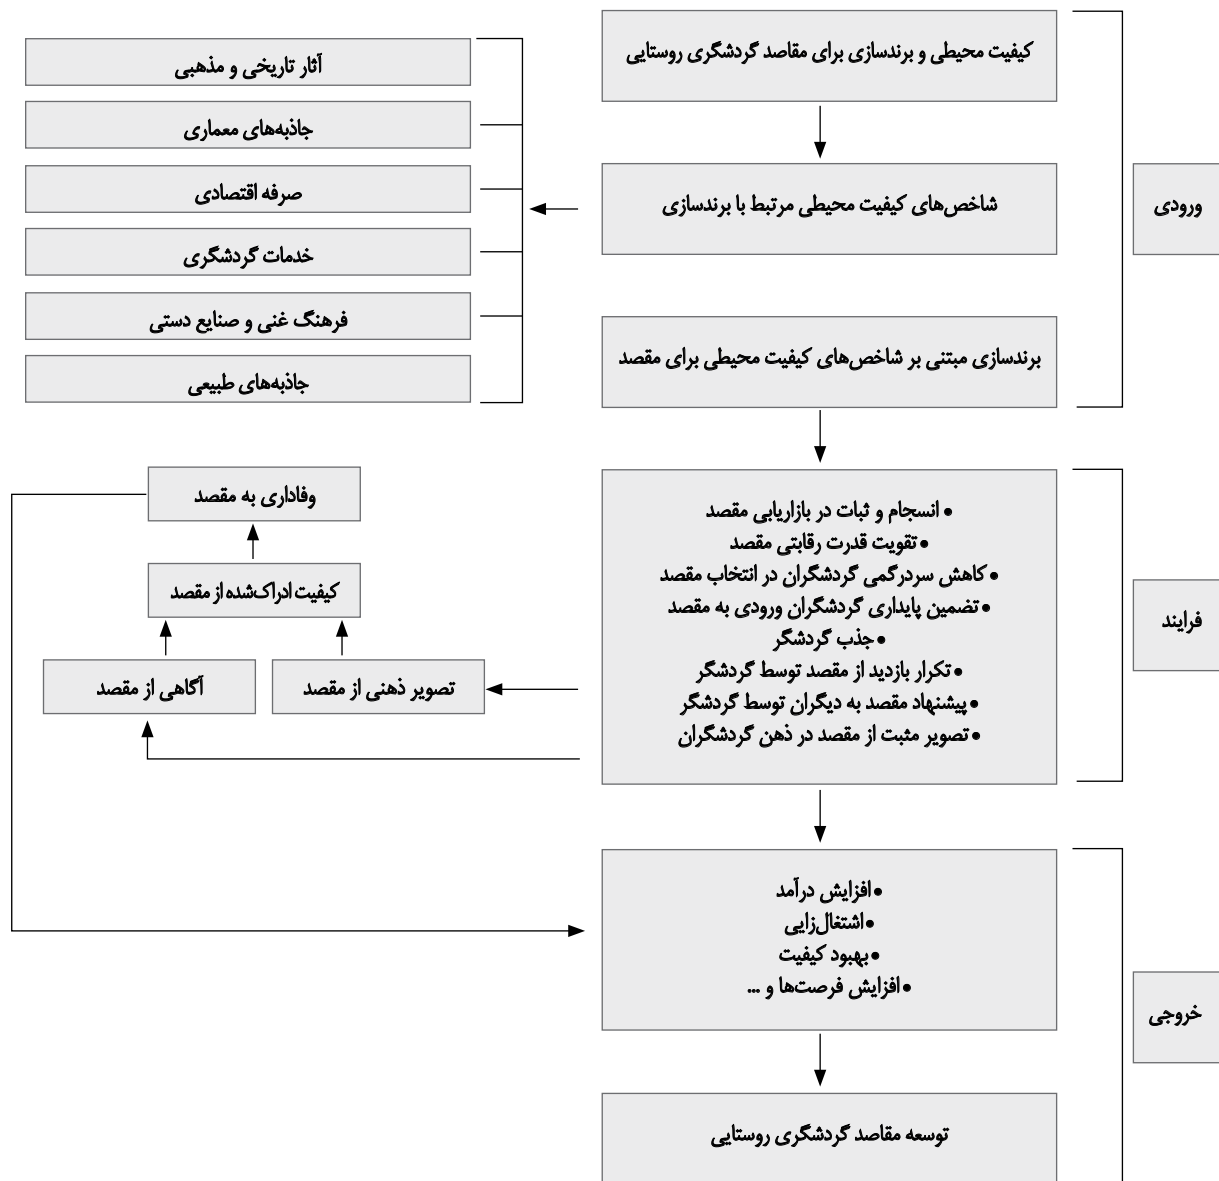 کیفیت محیطی و برندسازی برای مقاصد گردشگری روستایی
شاخص‌های کیفیت محیطی مرتبط با برندسازی
برندسازی مبتنی بر شاخص‌های کیفیت محیطی برای مقصد
ورودی
آثار تاریخی و مذهبی
جاذبه‌های معماری
صرفه اقتصادی
خدمات گردشگری
فرهنگ غنی و صنایع دستی
جاذبه‌های طبیعی
فرایند
•انسجام و ثبات در بازاریابی مقصد
•تقویت قدرت رقابتی مقصد
•کاهش سردرگمی گردشگران در انتخاب مقصد
•تضمین پایداری گردشگران ورودی به مقصد
•جذب گردشگر
•تکرار بازدید از مقصد توسط گردشگر
•پیشنهاد مقصد به دیگران توسط گردشگر
•تصویر مثبت از مقصد در ذهن گردشگران
وفاداری به مقصد
کیفیت ادراک‌شده از مقصد
تصویر ذهنی از مقصد
آگاهی از مقصد
خروجی
•افزایش درآمد
•اشتغال‌زایی
•بهبود کیفیت
•افزایش فرصت‌ها و ...
توسعه مقاصد گردشگری روستایی